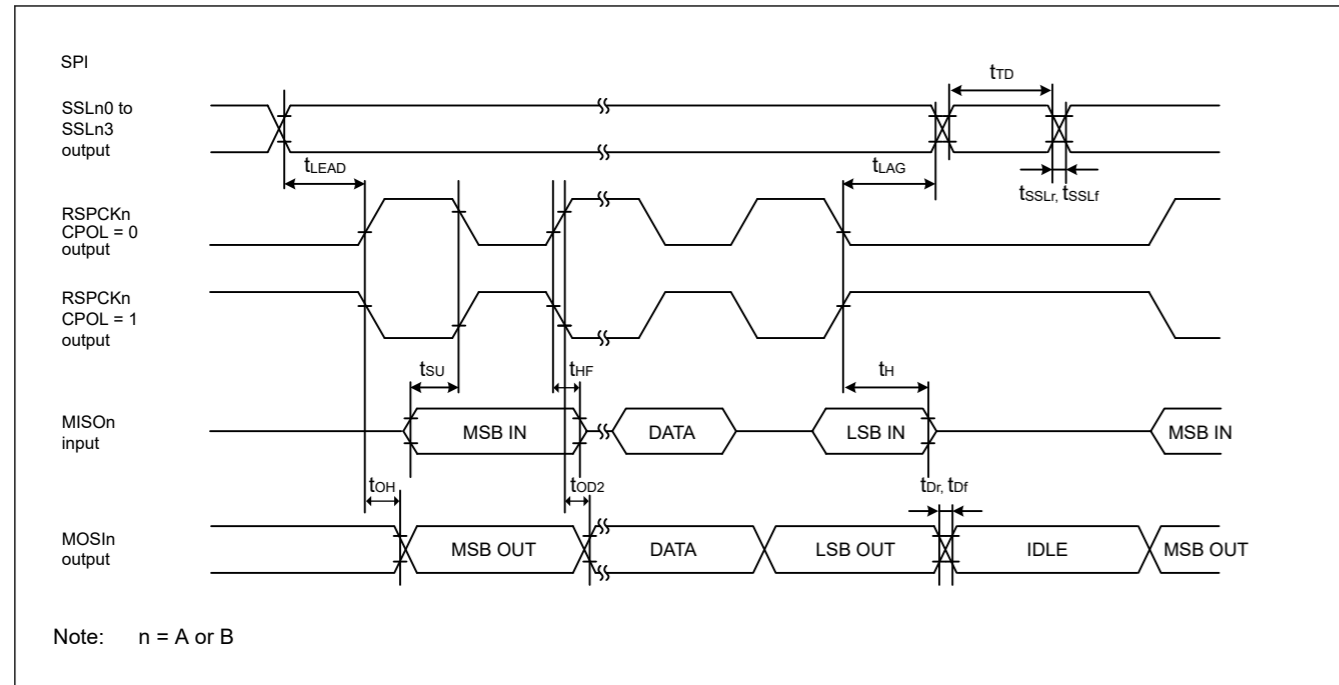 SPI
tTD
SSLn0 to
SSLn3
output
tLEAD
tLAG
tSSLr, tSSLf
RSPCKn
CPOL = 0
output
RSPCKn
CPOL = 1
output
tSU
tHF
tH
MISOn
input
MSB IN
DATA
LSB IN
MSB IN
tOH
tOD2
tDr, tDf
MOSIn
output
MSB OUT
DATA
LSB OUT
IDLE
MSB OUT
Note: n = A or B